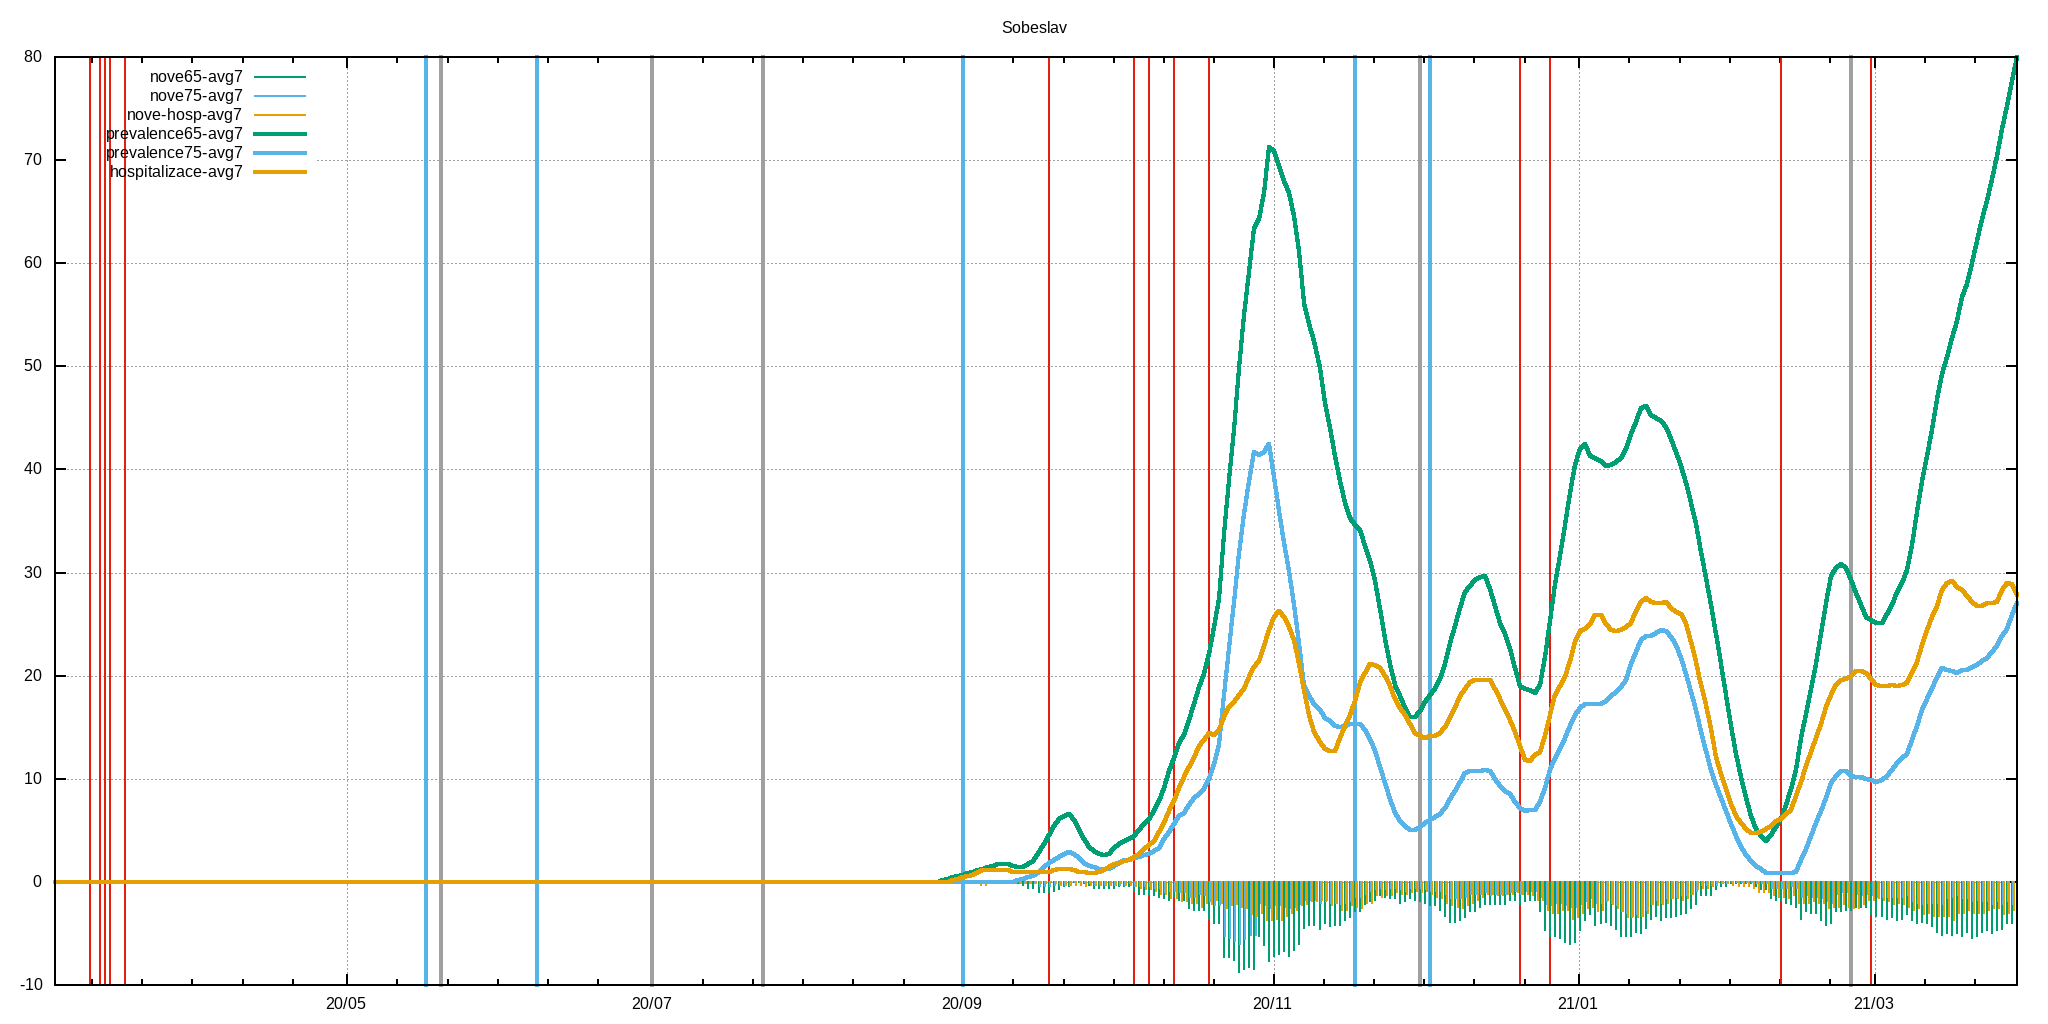 Sobeslav
80
nove65-avg7
nove75-avg7
nove-hosp-avg7
prevalence65-avg7
prevalence75-avg7
hospitalizace-avg7
70
60
50
40
30
20
10
0
-10
20/05 20/07 20/09 20/11 21/01 21/03